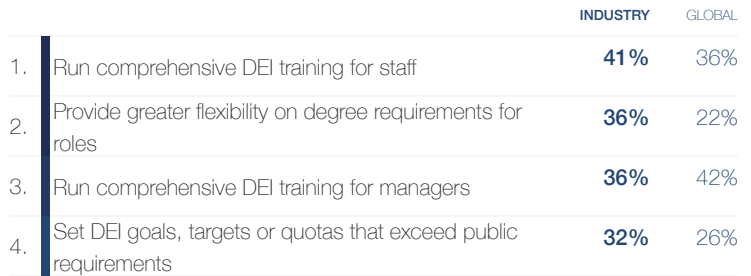 INDUSTRY GLOBAL
1. Run comprehensive DEI training for staff 41% 36%
Provide greater flexibility on degree requirements for
2. roles 36% 22%
3. Run comprehensive DEI training for managers 36% 42%
Set DEI goals, targets or quotas that exceed public
4. requirements 32% 26%